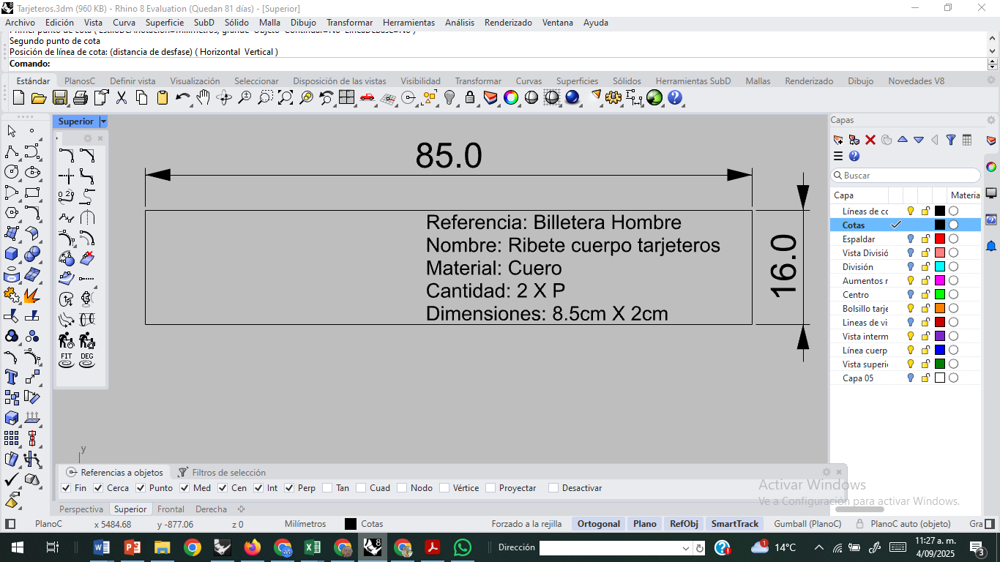 Tarjeteros.3dm (960 KB) - Rhino 8 Evaluation (Quedan 81 días) - [Superior]
Archivo Edición Vista Curva Superficie SubD Sólido Malla Dibujo Transformar Herramientas Análisis Renderizado Ventana Ayuda
Segundo punto de cota
Posición de línea de cota: (distancia de desfase) ( Horizontal Vertical )
Comando:
Estándar PlanosC Definir vista Visualización Seleccionar Disposición de las vistas Visibilidad Transformar Curvas Superficies Sólidos Herramientas SubD Mallas Renderizado Dibujo Novedades V8
Superior
85.0
Referencia: Billetera Hombre
Nombre: Ribete cuerpo tarjeteros
Material: Cuero
Cantidad: 2 X P
Dimensiones: 8.5cm X 2cm
16.0
FIT DEG
y
Capas
Buscar
Capa Materia
Líneas de cc
Cotas
Espaldar
Vista Divisió
División
Aumentos r
Centro
Bolsillo tarje
Lineas de vi
Vista interm
Línea cuerp
Vista superi
Capa 05
Referencias a objetos Filtros de selección
Fin Cerca Punto Med Cen Int Perp Tan Cuad Nodo Vértice Proyectar Desactivar
Activar Windows
Ve a Configuración para activar Windows.
Perspectiva Superior Frontal Derecha
PlanoC x 5484.68 y -877.06 z 0 Milímetros Cotas Forzado a la rejilla Ortogonal Plano RefObj SmartTrack Gumball (PlanoC) PlanoC auto (objeto) Gra
Dirección 14°C 11:27 a. m.
4/09/2025